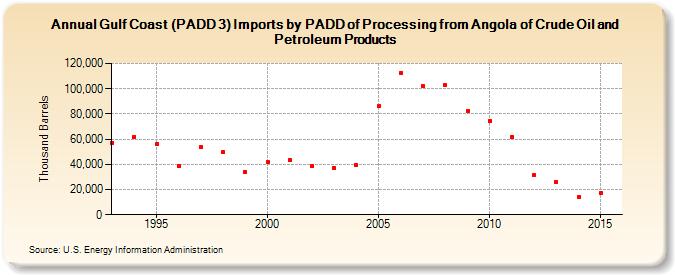 Annual Gulf Coast (PADD 3) Imports by PADD of Processing from Angola of Crude Oil and
Petroleum Products
Thousand Barrels
120,000
100,000
80,000
60,000
40,000
20,000
0
1995 2000 2005 2010 2015
Source: U.S. Energy Information Administration